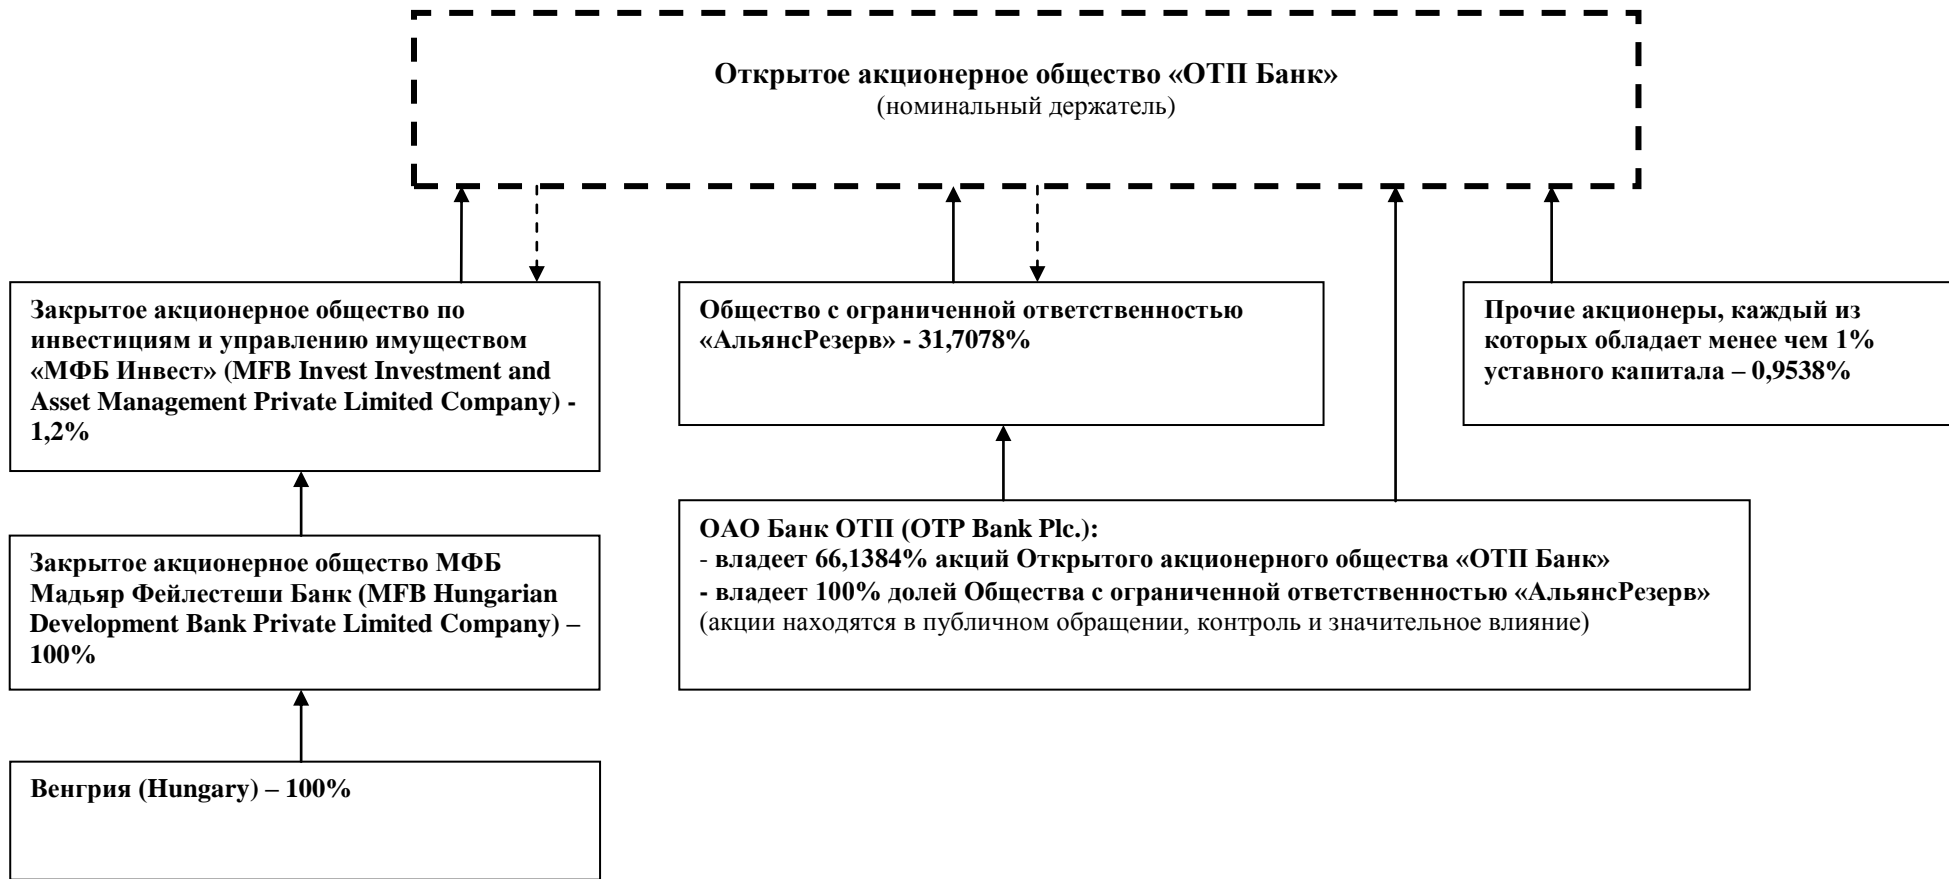 Открытое акционерное общество «ОТП Банк»
(номинальный держатель)
Закрытое акционерное общество по
инвестициям и управлению имуществом
«МФБ Инвест» (MFB Invest Investment and
Asset Management Private Limited Company) -
1,2%
Общество с ограниченной ответственностью
«АльянсРезерв» - 31,7078%
Прочие акционеры, каждый из
которых обладает менее чем 1%
уставного капитала – 0,9538%
Закрытое акционерное общество МФБ
Мадьяр Фейлестеши Банк (MFB Hungarian
Development Bank Private Limited Company) –
100%
ОАО Банк ОТП (OTP Bank Plc.):
- владеет 66,1384% акций Открытого акционерного общества «ОТП Банк»
- владеет 100% долей Общества с ограниченной ответственностью «АльянсРезерв»
(акции находятся в публичном обращении, контроль и значительное влияние)
Венгрия (Hungary) – 100%